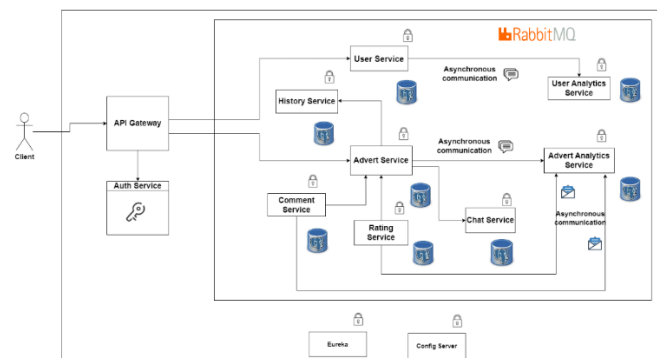 RabbitMQ
User Service
Asynchronous
communication
User Analytics
Service
History Service
API Gateway
Client
Auth Service
Advert Service
Asynchronous
communication
Advert Analytics
Service
Comment
Service
Rating
Service
Chat Service
Asynchronous
communication
Eureka
Config Server